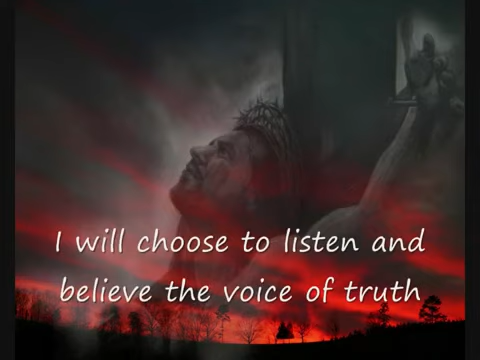 I will choose to listen and
believe the voice of truth